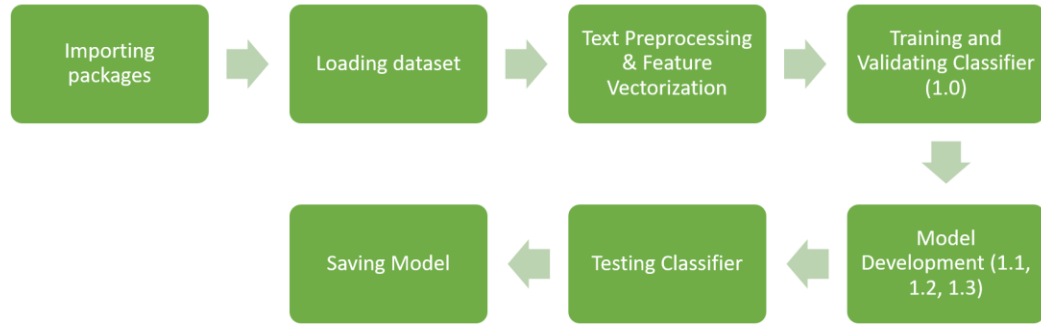 Importing
packages
Loading dataset
Text Preprocessing
& Feature
Vectorization
Training and
Validating Classifier
(1.0)
Model
Development (1.1,
1.2, 1.3)
Testing Classifier
Saving Model